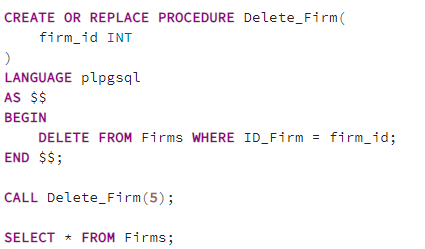 CREATE OR REPLACE PROCEDURE Delete_Firm(
    firm_id INT
)
LANGUAGE plpgsql
AS $$
BEGIN
    DELETE FROM Firms WHERE ID_Firm = firm_id;
END $$;

CALL Delete_Firm(5);

SELECT * FROM Firms;